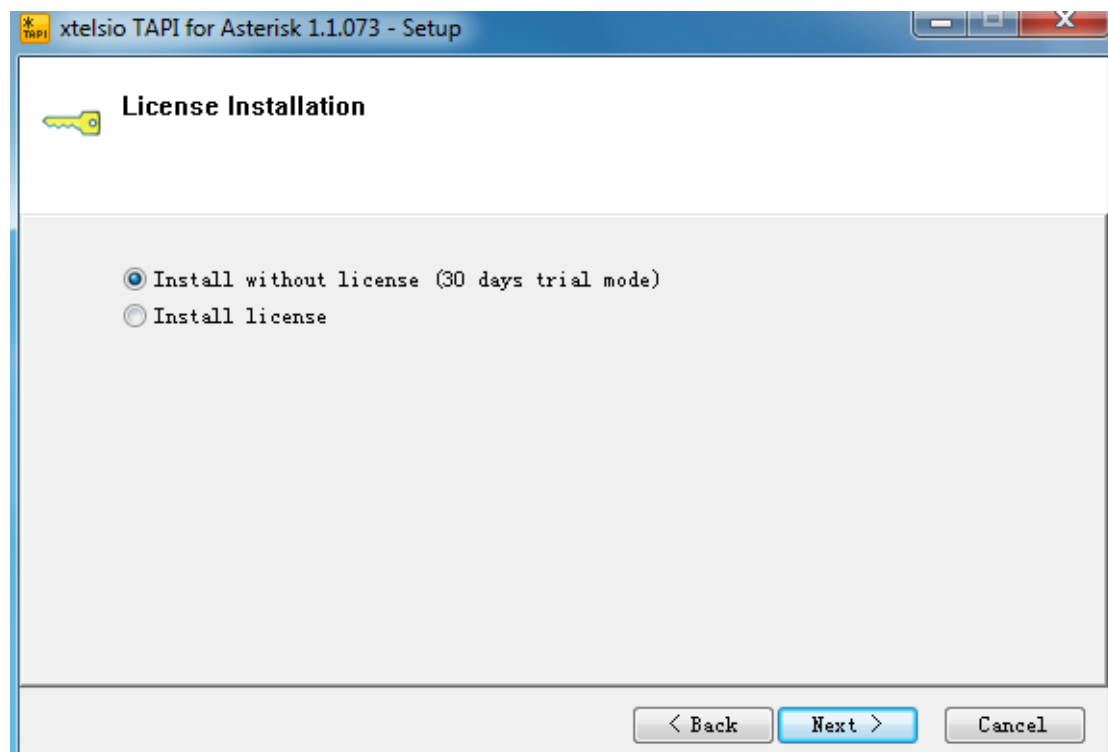 TAPI
xtelsio TAPI for Asterisk 1.1.073 - Setup
License Installation
Install without license (30 days trial mode)
Install license
< Back
Next >
Cancel